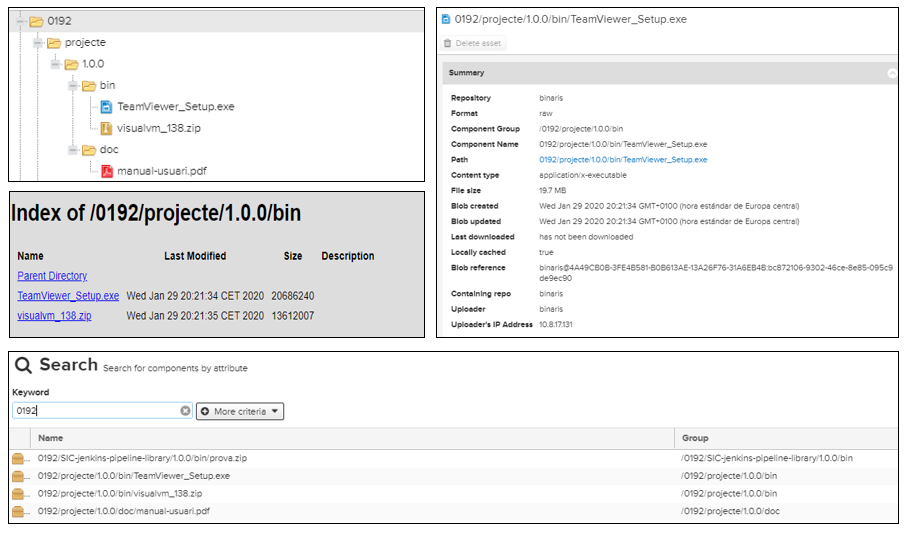 0192
projecte
1.0.0
bin
TeamViewer_Setup.exe
visualvm_138.zip
doc
manual-usuari.pdf
Index of /0192/projecte/1.0.0/bin
Name Last Modified Size Description
Parent Directory
TeamViewer_Setup.exe Wed Jan 29 20:21:34 CET 2020 20686240
visualvm_138.zip Wed Jan 29 20:21:35 CET 2020 13612007
0192/projecte/1.0.0/bin/TeamViewer_Setup.exe
Delete asset
Summary
Repository binaris
Format raw
Component Group /0192/projecte/1.0.0/bin
Component Name 0192/projecte/1.0.0/bin/TeamViewer_Setup.exe
Path 0192/projecte/1.0.0/bin/TeamViewer_Setup.exe
Content type application/x-executable
File size 19.7 MB
Blob created Wed Jan 29 2020 20:21:34 GMT+0100 (hora estándar de Europa central)
Blob updated Wed Jan 29 2020 20:21:34 GMT+0100 (hora estándar de Europa central)
Last downloaded has not been downloaded
Locally cached true
Blob reference binaris@4A49CB0B-3FE4B581-B0B613AE-13A26F76-31A6EB4B:bc872106-9302-46ce-8e85-095c9
de9ec90
Containing repo binaris
Uploader binaris
Uploader's IP Address 10.8.17.131
Search Search for components by attribute
Keyword
0192 More criteria
Name Group
... 0192/SIC-jenkins-pipeline-library/1.0.0/bin/prova.zip /0192/SIC-jenkins-pipeline-library/1.0.0/bin
... 0192/projecte/1.0.0/bin/TeamViewer_Setup.exe /0192/projecte/1.0.0/bin
... 0192/projecte/1.0.0/bin/visualvm_138.zip /0192/projecte/1.0.0/bin
... 0192/projecte/1.0.0/doc/manual-usuari.pdf /0192/projecte/1.0.0/doc